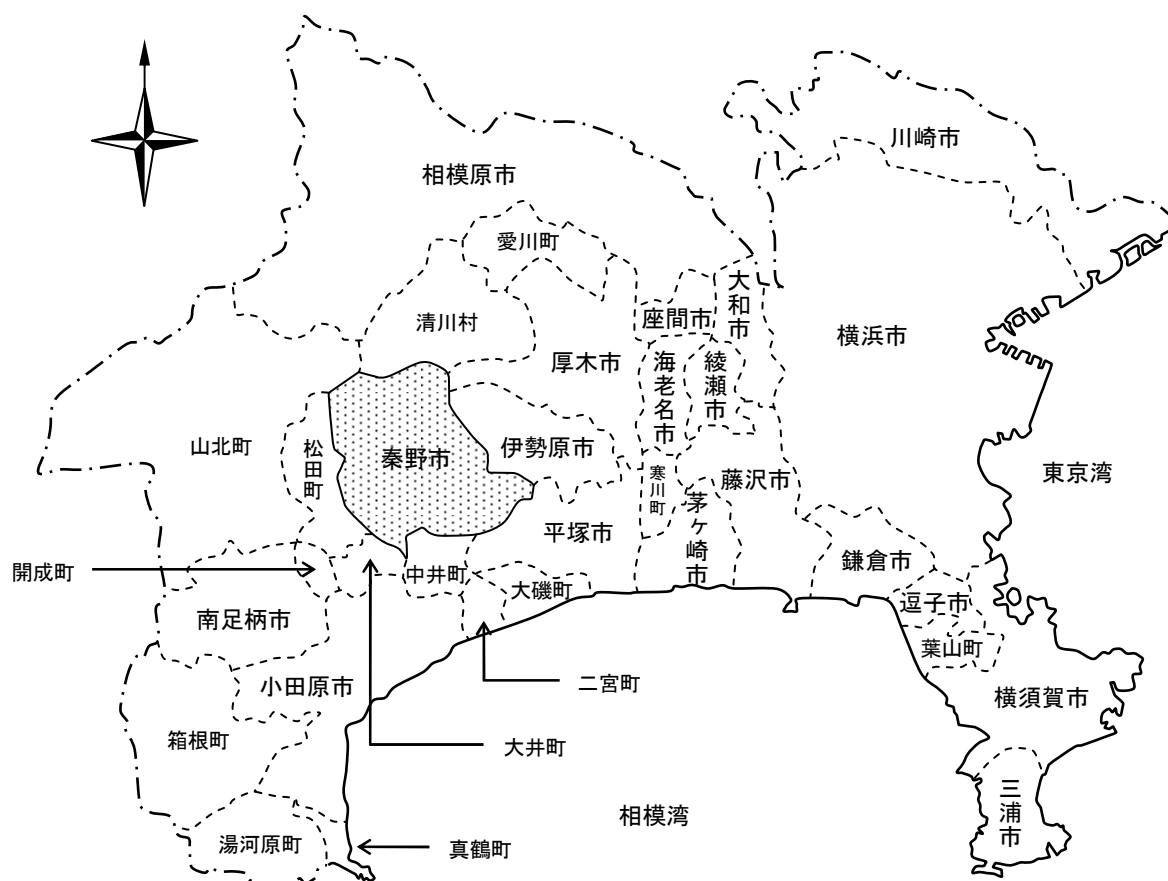 川崎市
相模原市
愛川町
大和市
座間市
清川村
横浜市
厚木市
海老名市
綾瀬市
山北町
松田町
秦野市
伊勢原市
寒川町
藤沢市
東京湾
茅ヶ崎市
平塚市
鎌倉市
開成町
中井町
大磯町
逗子市
南足柄市
葉山町
二宮町
小田原市
横須賀市
箱根町
大井町
三浦市
相模湾
湯河原町
真鶴町